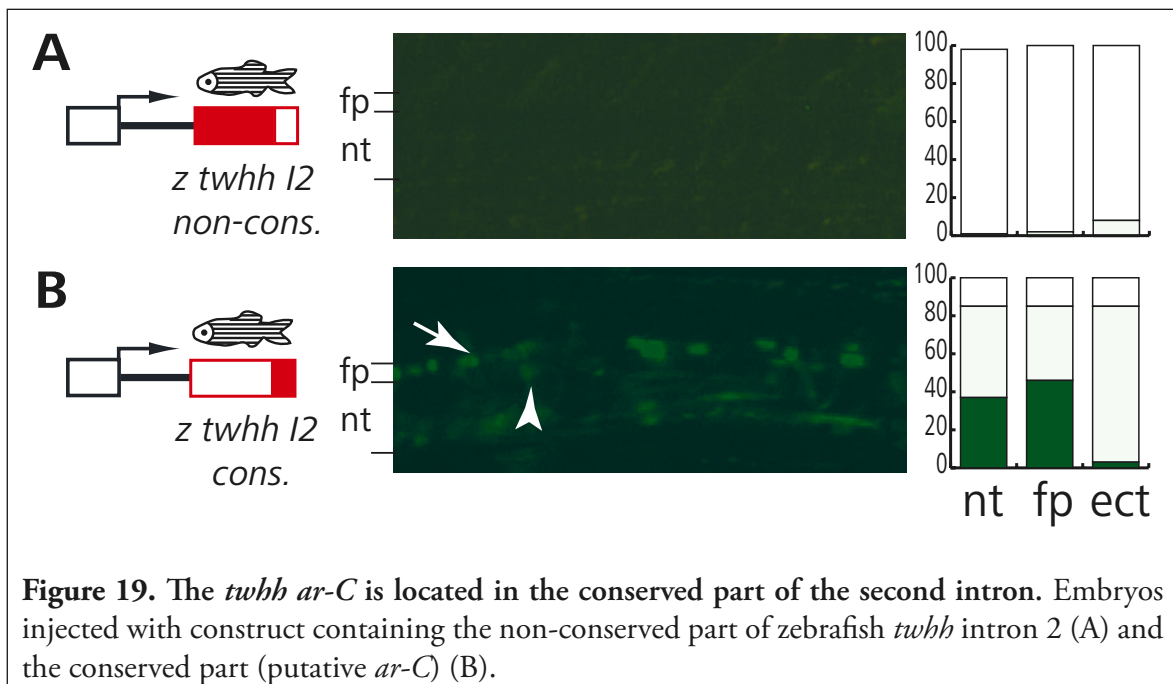 A
z twhh I2
non-cons.
fp
nt
100
80
60
40
20
0
B
z twhh I2
cons.
fp
nt
100
80
60
40
20
0
nt fp ect
Figure 19. The twhh ar-C is located in the conserved part of the second intron. Embryos
injected with construct containing the non-conserved part of zebrafish twhh intron 2 (A) and
the conserved part (putative ar-C) (B).